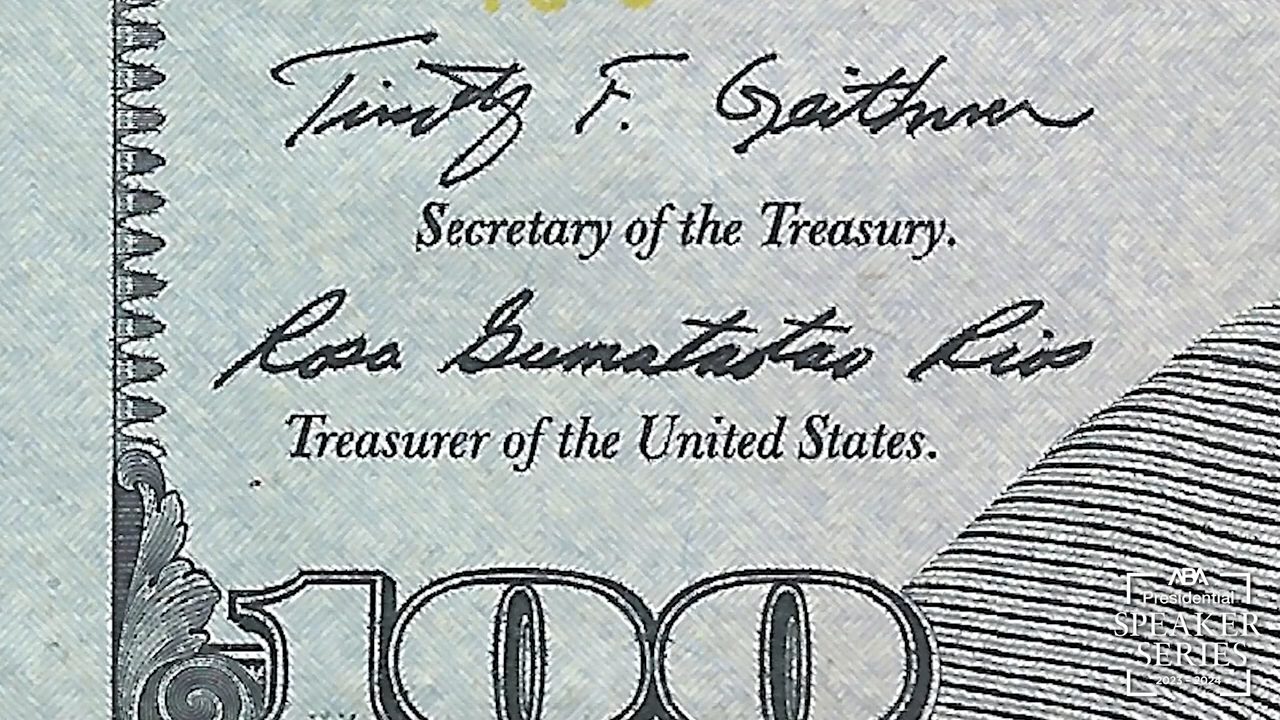 Timothy F. Geithner
Secretary of the Treasury.
Rosa Gumataotao Rios
Treasurer of the United States.
100
ABA
Presidential
SPEAKER
SERIES
2023 - 2024